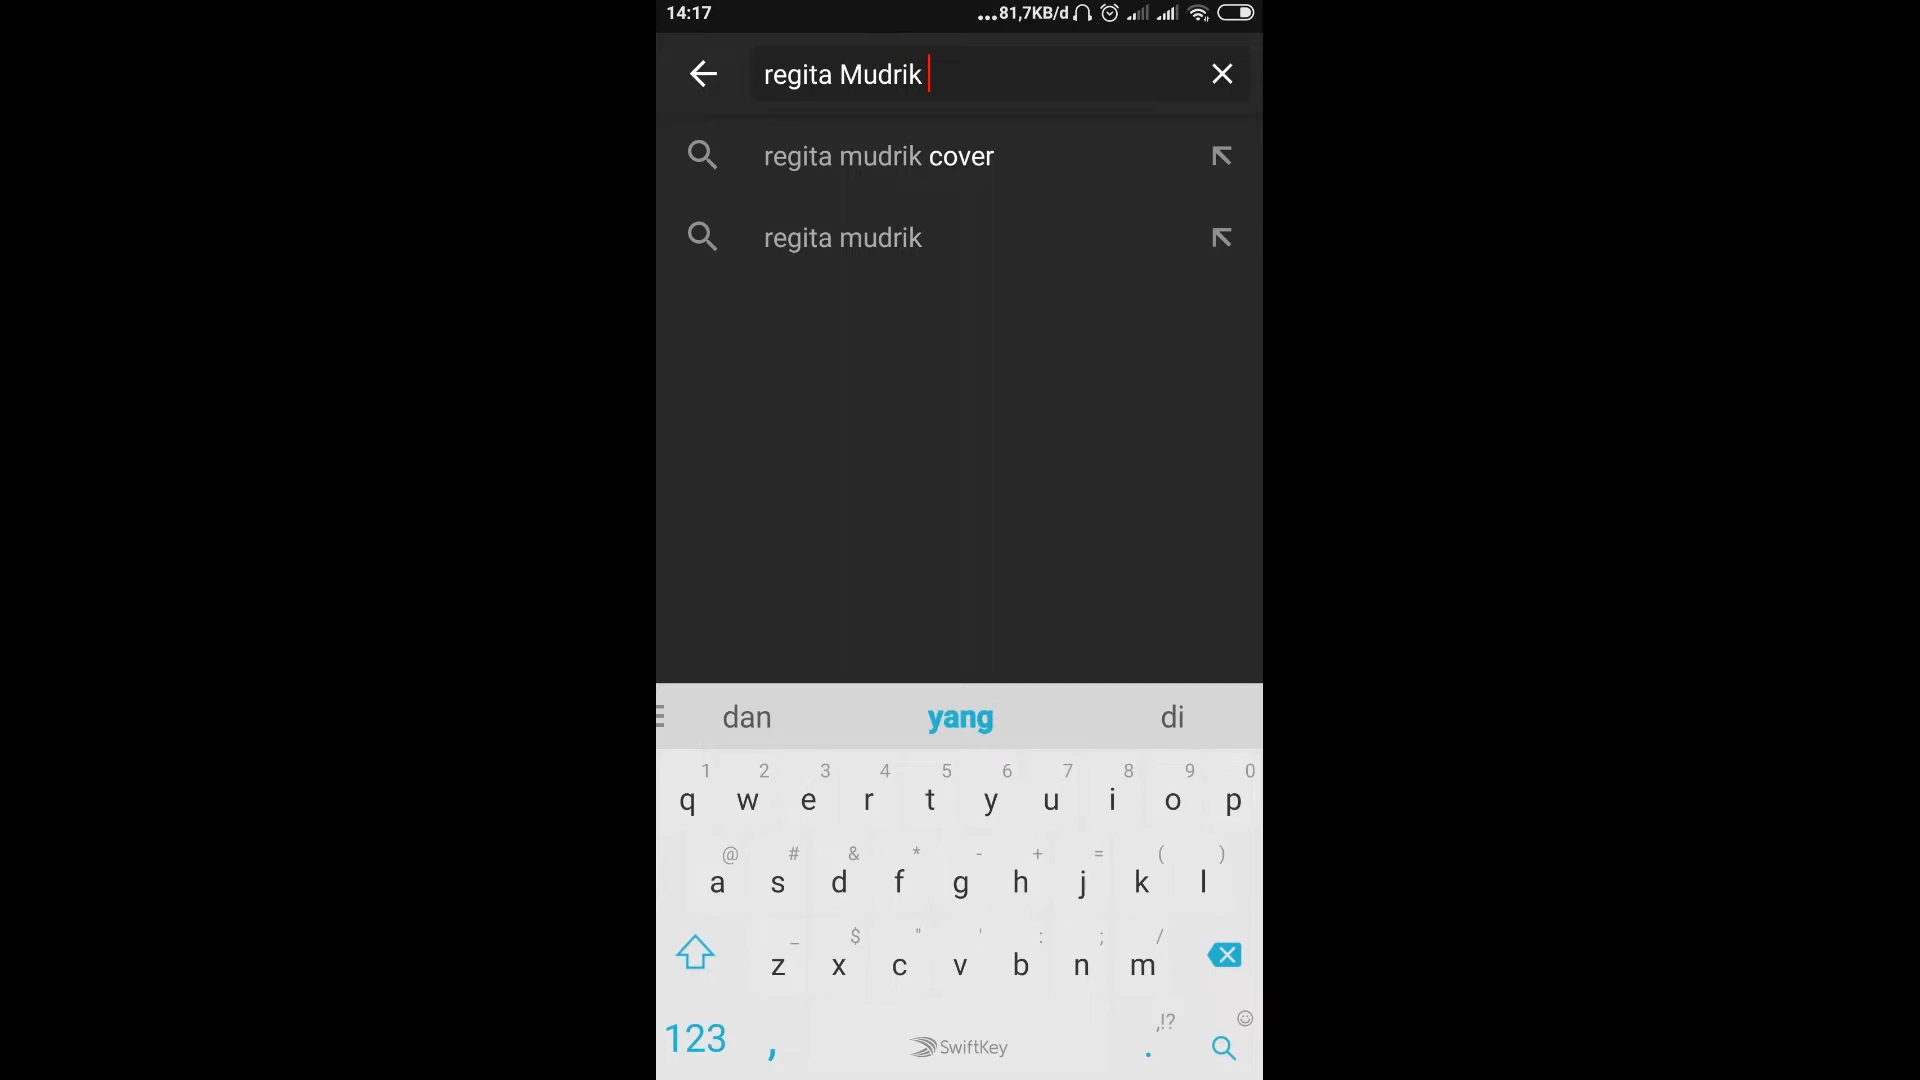 14:17 ...81,7KB/d
regita Mudrik
regita mudrik cover
regita mudrik
dan yang di
1 2 3 4 5 6 7 8 9 0
q w e r t y u i o p
@ # & * - + = ( )
a s d f g h j k l
_ $ " ' : ; /
z x c v b n m
,!?
123 , SwiftKey .